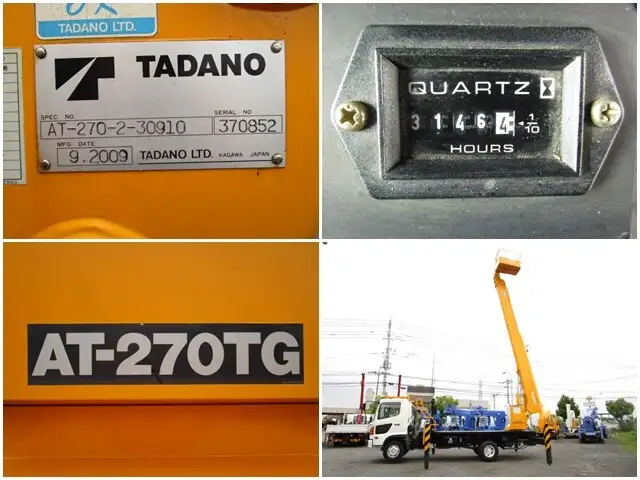 TADANO LTD.
TADANO
SPEC. NO. SERIAL NO.
AT-270-2-30910 370852
MFG. DATE
9.2009 TADANO LTD. KAGAWA JAPAN
QUARTZ
3 1 4 6 4 1/10
HOURS
AT-270TG